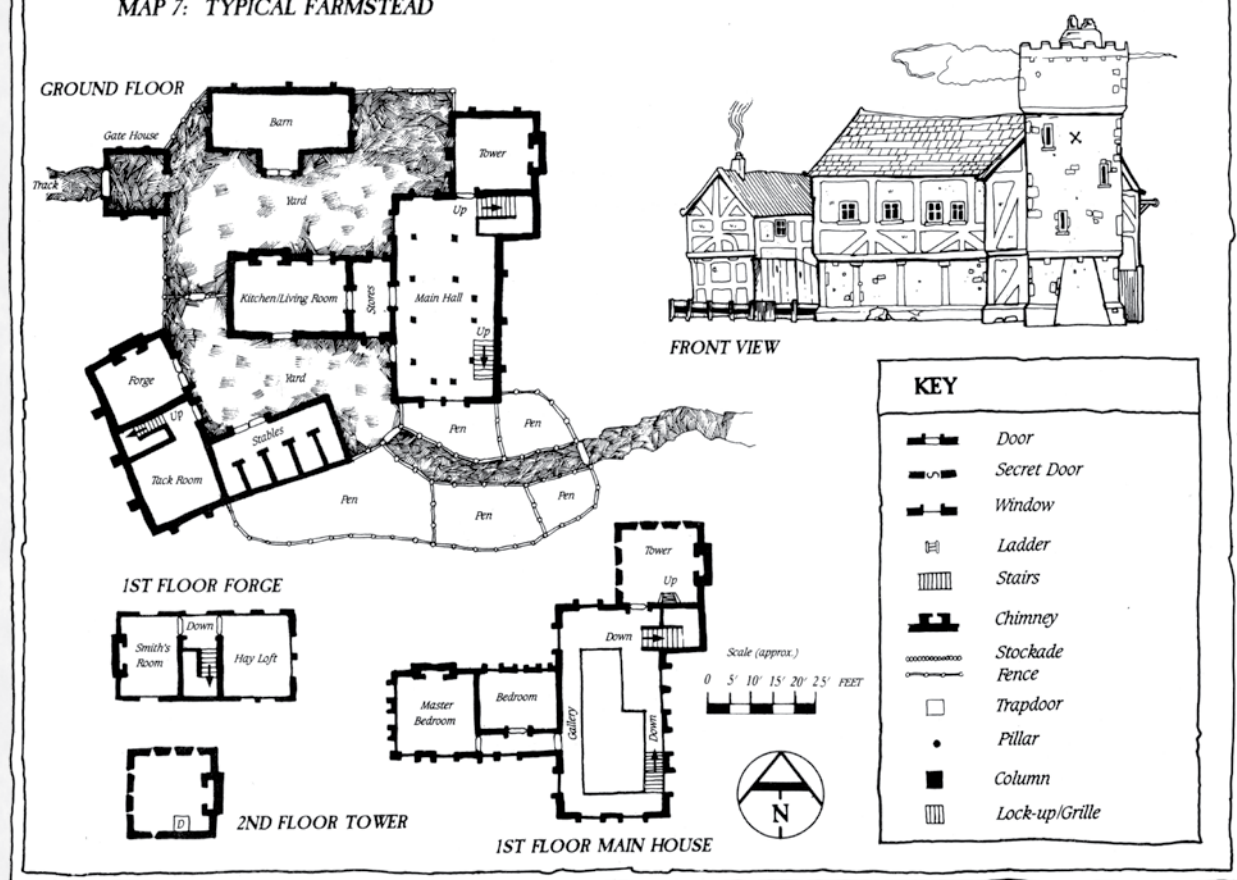 MAP 7: TYPICAL FARMSTEAD
GROUND FLOOR
Gate House
Barn
Track
Tower
Yard
Up
Kitchen/Living Room
Stores
Main Hall
Up
Forge
Yard
Up
Stables
Tack Room
Pen
Pen
Pen
Pen
Pen
FRONT VIEW
KEY
Door
Secret Door
Window
Ladder
Stairs
Chimney
Stockade
Fence
Trapdoor
Pillar
Column
Lock-up/Grille
1ST FLOOR FORGE
Smith's
Room
Down
Hay Loft
Tower
Up
Down
Master
Bedroom
Bedroom
Gallery
Down
Scale (approx.)
0 5' 10' 15' 20' 25' FEET
N
D
2ND FLOOR TOWER
1ST FLOOR MAIN HOUSE